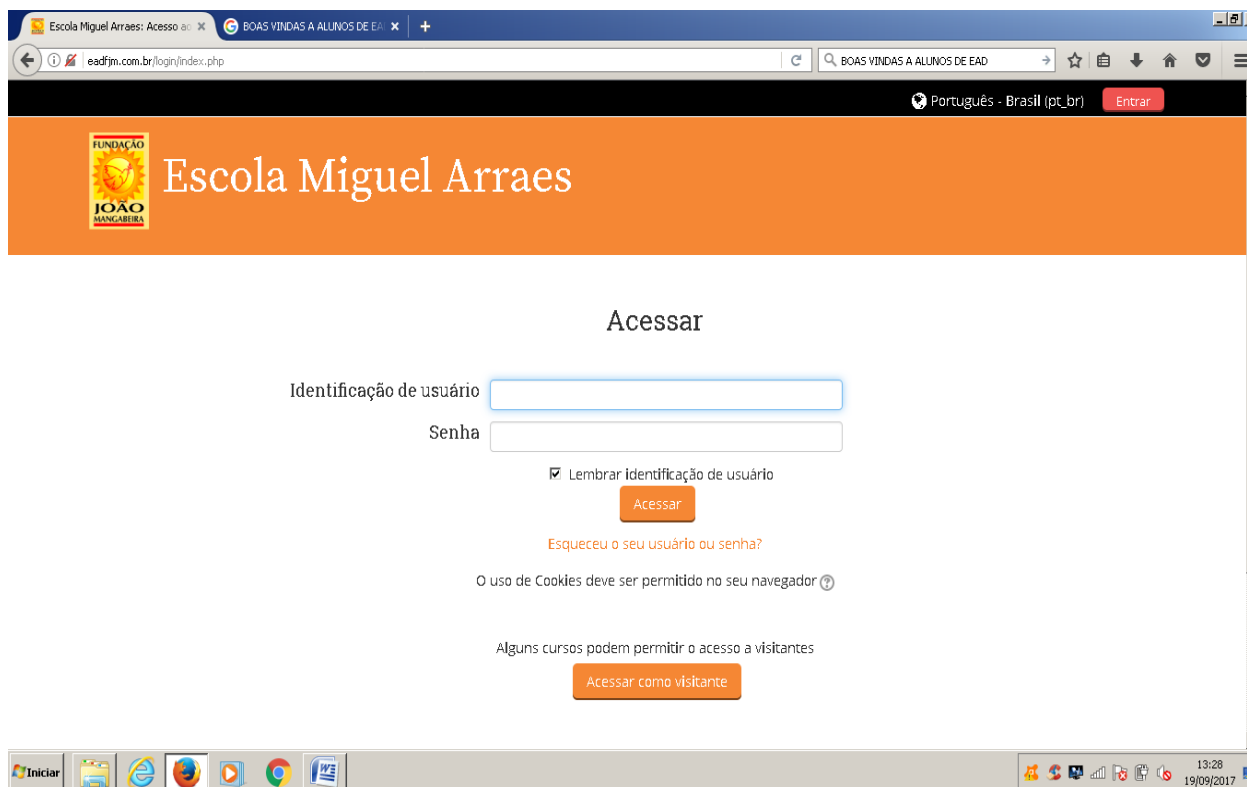 Escola Miguel Arraes: Acesso ao
BOAS VINDAS A ALUNOS DE EA
eadfjm.com.br/login/index.php
BOAS VINDAS A ALUNOS DE EAD
Português - Brasil (pt_br)
Entrar
FUNDAÇÃO
JOÃO
MANGABEIRA
Escola Miguel Arraes
Acessar
Identificação de usuário
Senha
Lembrar identificação de usuário
Acessar
Esqueceu o seu usuário ou senha?
O uso de Cookies deve ser permitido no seu navegador
Alguns cursos podem permitir o acesso a visitantes
Acessar como visitante
Iniciar
13:28
19/09/2017